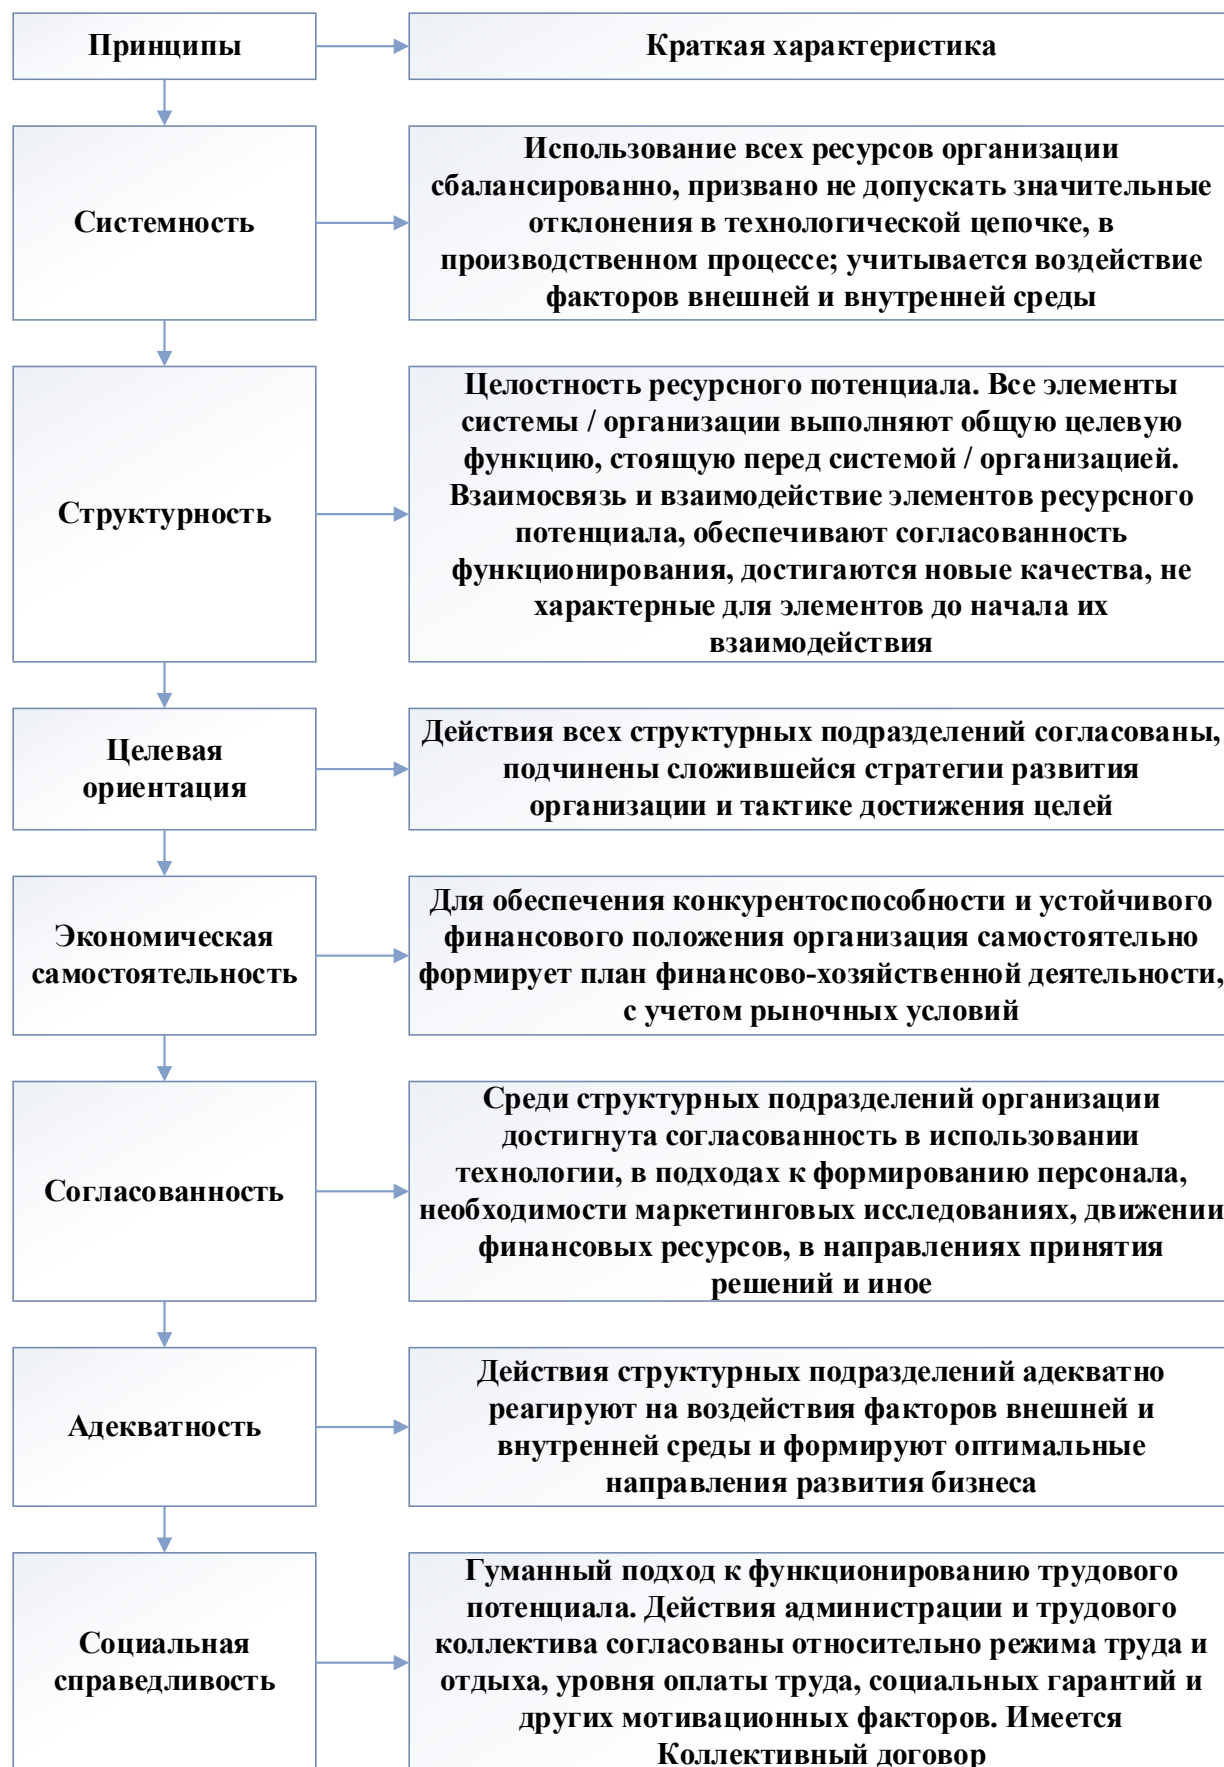 Принципы
Краткая характеристика
Системность
Использование всех ресурсов организации
сбалансированно, призвано не допускать значительные
отклонения в технологической цепочке, в
производственном процессе; учитывается воздействие
факторов внешней и внутренней среды
Структурность
Целостность ресурсного потенциала. Все элементы
системы / организации выполняют общую целевую
функцию, стоящую перед системой / организацией.
Взаимосвязь и взаимодействие элементов ресурсного
потенциала, обеспечивают согласованность
функционирования, достигаются новые качества, не
характерные для элементов до начала их
взаимодействия
Целевая
ориентация
Действия всех структурных подразделений согласованы,
подчинены сложившейся стратегии развития
организации и тактике достижения целей
Экономическая
самостоятельность
Для обеспечения конкурентоспособности и устойчивого
финансового положения организация самостоятельно
формирует план финансово-хозяйственной деятельности,
с учетом рыночных условий
Согласованность
Среди структурных подразделений организации
достигнута согласованность в использовании
технологии, в подходах к формированию персонала,
необходимости маркетинговых исследованиях, движении
финансовых ресурсов, в направлениях принятия
решений и иное
Адекватность
Действия структурных подразделений адекватно
реагируют на воздействия факторов внешней и
внутренней среды и формируют оптимальные
направления развития бизнеса
Социальная
справедливость
Гуманный подход к функционированию трудового
потенциала. Действия администрации и трудового
коллектива согласованы относительно режима труда и
отдыха, уровня оплаты труда, социальных гарантий и
других мотивационных факторов. Имеется
Коллективный договор